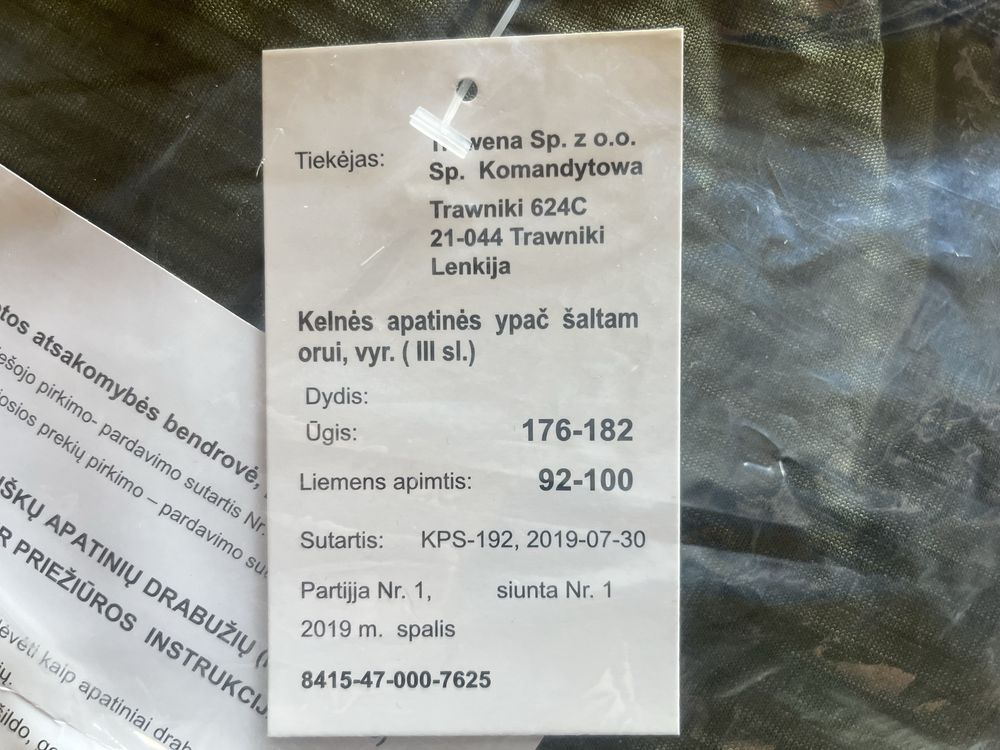 Tiekėjas:
Sp. z o.o.
Sp. Komandytowa
Trawniki 624C
21-044 Trawniki
Lenkija
Kelnės apatinės ypač šaltam
orui, vyr. ( III sl.)
Dydis:
Ūgis: 176-182
Liemens apimtis: 92-100
Sutartis: KPS-192, 2019-07-30
Partijja Nr. 1, siunta Nr. 1
2019 m. spalis
8415-47-000-7625
atsakomybės bendrovė,
pirkimo- pardavimo sutartis Nr.
prekių pirkimo – pardavimo
APATINIŲ DRABUŽIŲ
PRIEŽIŪROS INSTRUKCIJ
kaip apatiniai